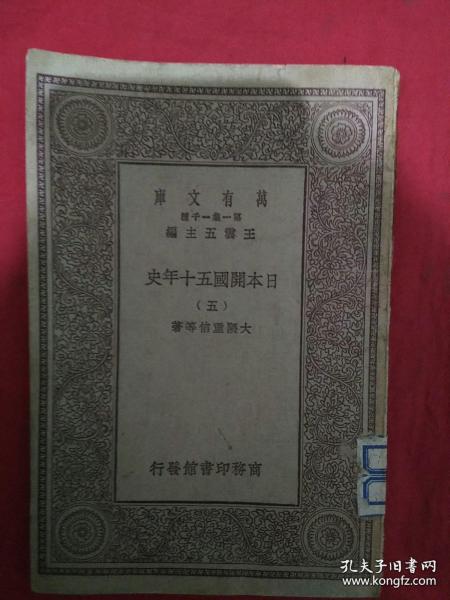 萬有文庫
第一集一千種
王雲五主編
日本開國五十年史
(五)
大隈重信等著
商務印書館發行
孔夫子旧書网
www.kongfz.com